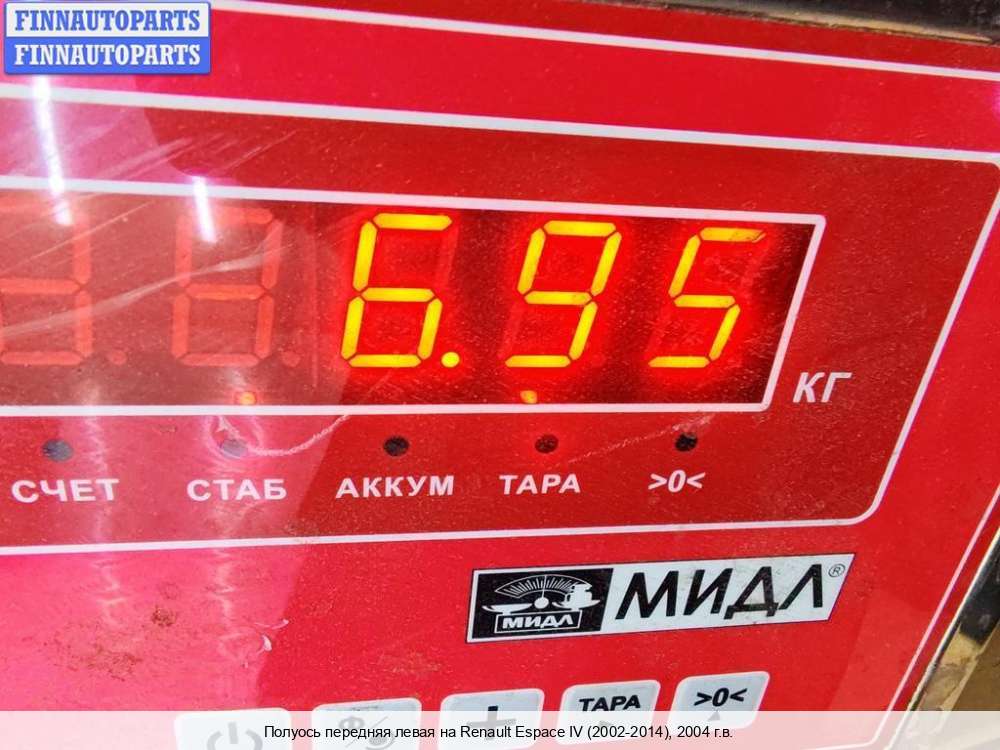 FINNAUTOPARTS
FINNAUTOPARTS
6.95
КГ
СЧЕТ СТАБ АККУМ ТАРА >0<
МИДЛ МИДЛ®
ТАРА >0<
Полуось передняя левая на Renault Espace IV (2002-2014), 2004 г.в.